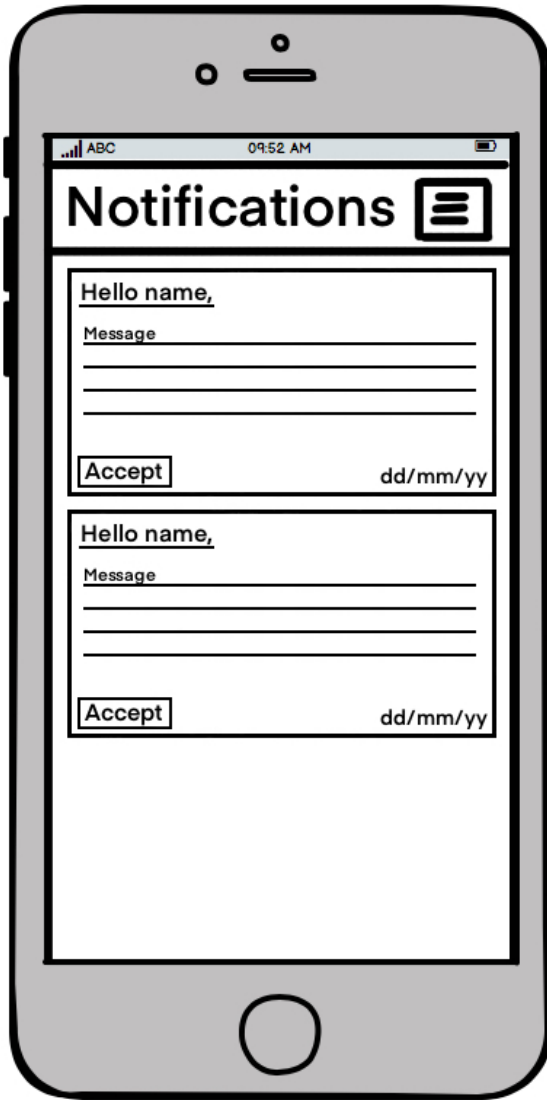 ABC 09:52 AM
Notifications
Hello name,
Message
Accept dd/mm/yy
Hello name,
Message
Accept dd/mm/yy